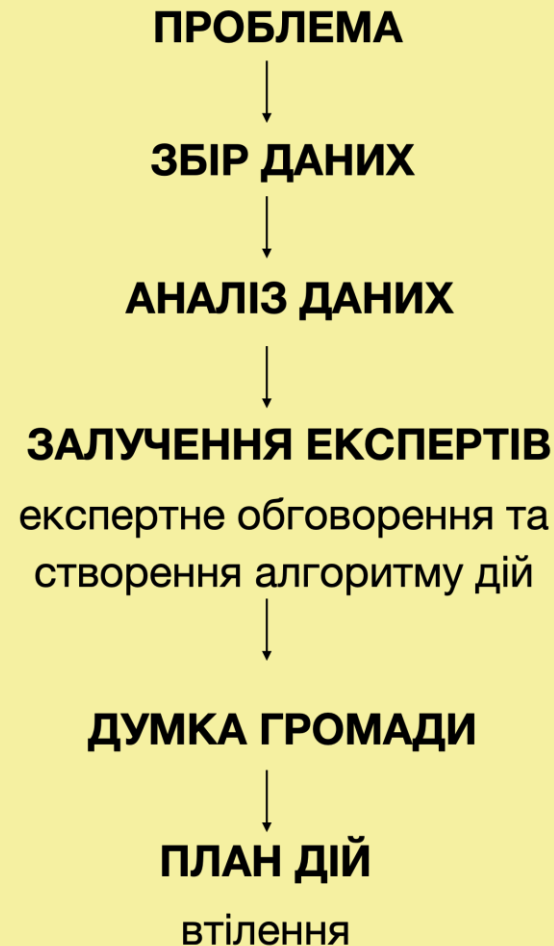 ПРОБЛЕМА
ЗБІР ДАНИХ
АНАЛІЗ ДАНИХ
ЗАЛУЧЕННЯ ЕКСПЕРТІВ
експертне обговорення та
створення алгоритму дій
ДУМКА ГРОМАДИ
ПЛАН ДІЙ
втілення